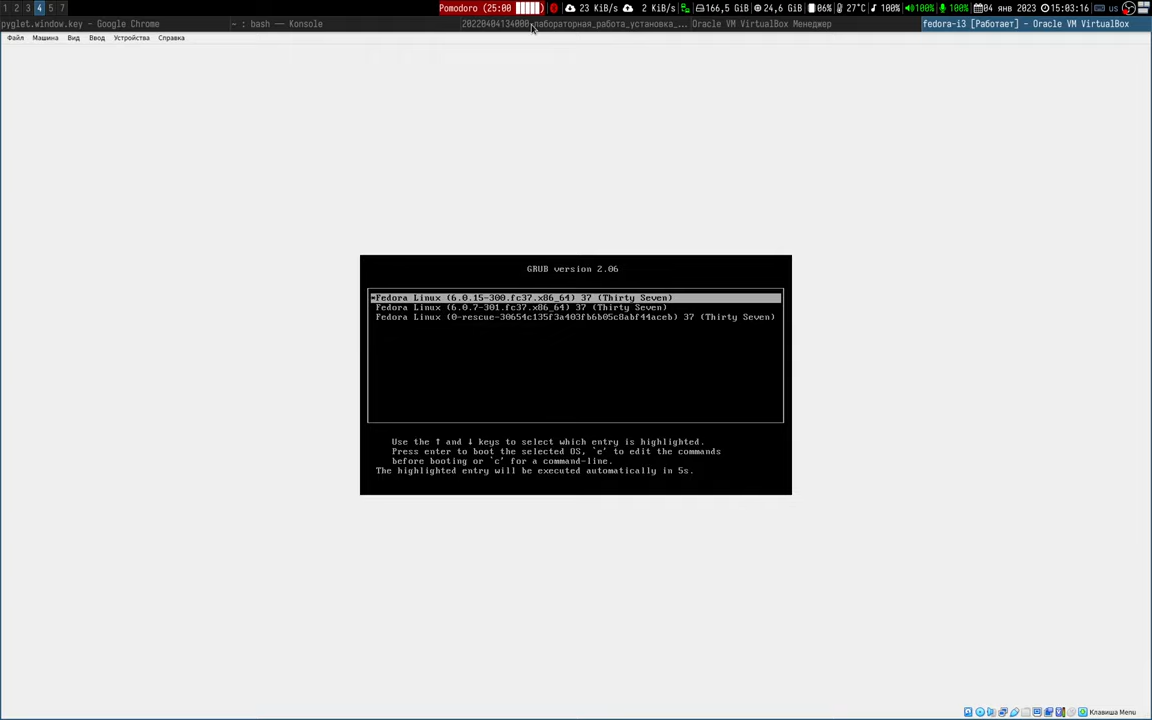 1 2 3 4 5 7
Pomodoro (25:00 ) 23 KiB/s 2 KiB/s 166,5 GiB 24,6 GiB 06% 27°C 100% 100% 100% 04 янв 2023 15:03:16 us
pyglet.window.key - Google Chrome
~ : bash — Konsole
20220404134000_лабораторная_работа_установка_...
Oracle VM VirtualBox Менеджер
fedora-i3 [Работает] - Oracle VM VirtualBox
Файл Машина Вид Ввод Устройства Справка
GRUB version 2.06
*Fedora Linux (6.0.15-300.fc37.x86_64) 37 (Thirty Seven)
Fedora Linux (6.0.7-301.fc37.x86_64) 37 (Thirty Seven)
Fedora Linux (0-rescue-30654c135f3a403fb6b05c8abf44aceb) 37 (Thirty Seven)
Use the ↑ and ↓ keys to select which entry is highlighted.
Press enter to boot the selected OS, `e' to edit the commands
before booting or `c' for a command-line.
The highlighted entry will be executed automatically in 5s.
Клавиша Menu